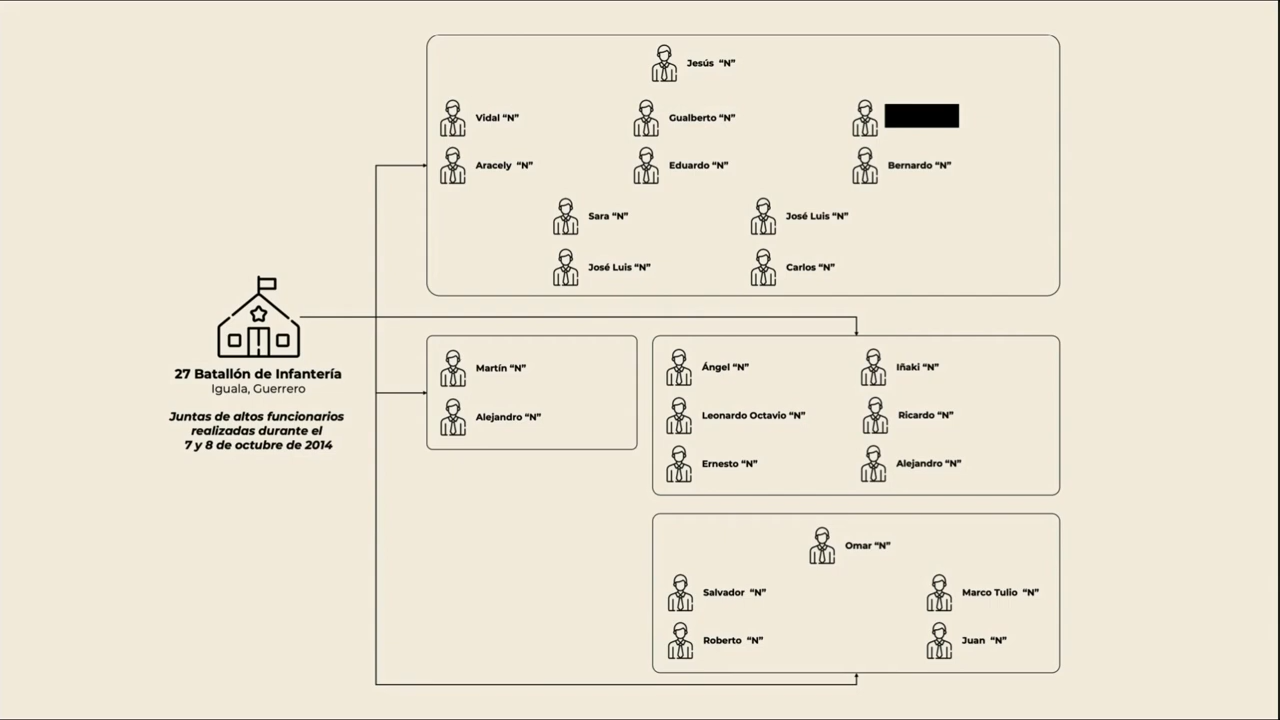 Jesús “N”
Vidal “N”
Gualberto “N”
Aracely “N”
Eduardo “N”
Bernardo “N”
Sara “N”
José Luis “N”
José Luis “N”
Carlos “N”
27 Batallón de Infantería
Iguala, Guerrero
Juntas de altos funcionarios
realizadas durante el
7 y 8 de octubre de 2014
Martín “N”
Alejandro “N”
Ángel “N”
Iñaki “N”
Leonardo Octavio “N”
Ricardo “N”
Ernesto “N”
Alejandro “N”
Omar “N”
Salvador “N”
Marco Tulio “N”
Roberto “N”
Juan “N”